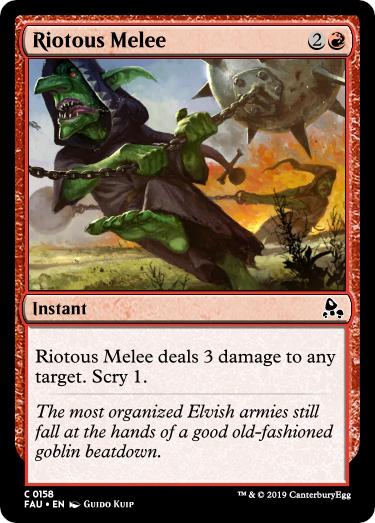 Riotous Melee 2
Instant
Riotous Melee deals 3 damage to any
target. Scry 1.
The most organized Elvish armies still
fall at the hands of a good old-fashioned
goblin beatdown.
C 0158
FAU • EN Guido Kuip
™ & © 2019 CanterburyEgg